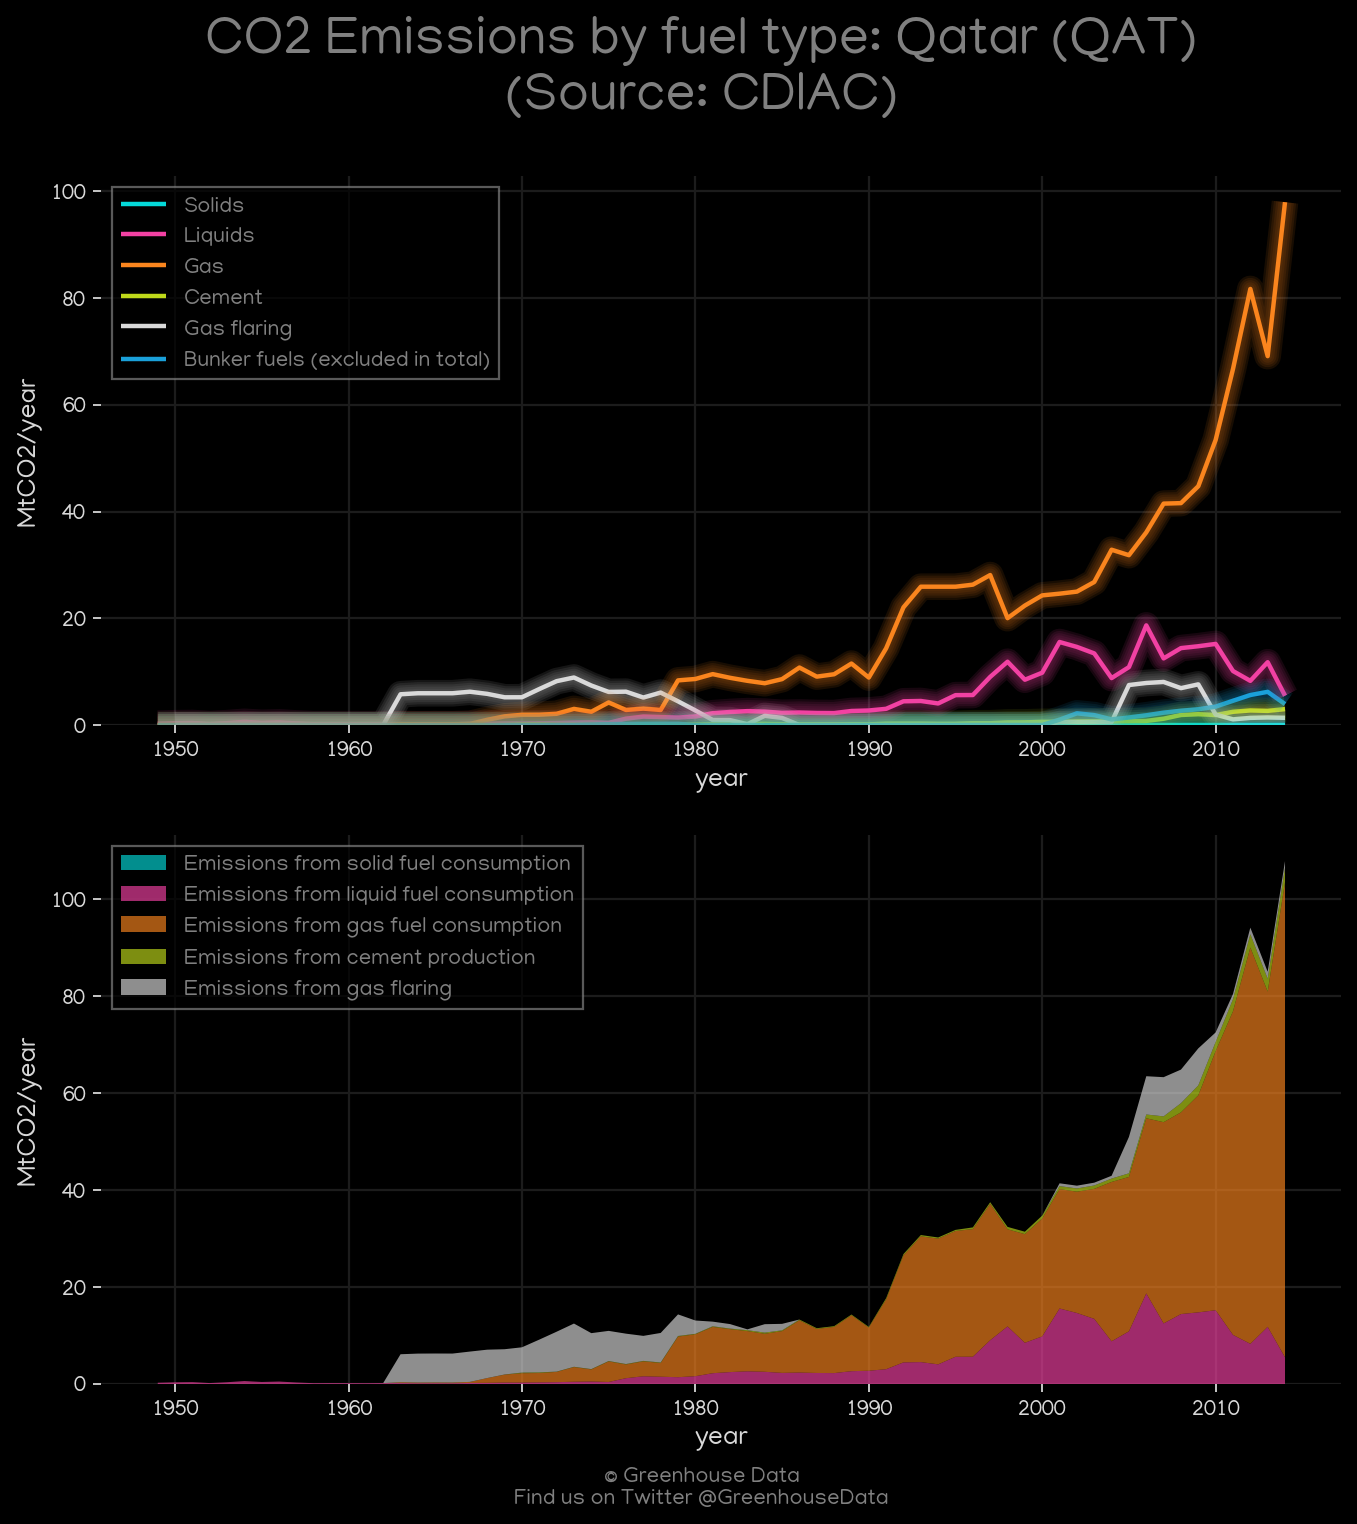 CO2 Emissions by fuel type: Qatar (QAT)
(Source: CDIAC)
100
80
60
40
20
0
MtCO2/year
Solids
Liquids
Gas
Cement
Gas flaring
Bunker fuels (excluded in total)
1950 1960 1970 1980 1990 2000 2010
year
100
80
60
40
20
0
MtCO2/year
Emissions from solid fuel consumption
Emissions from liquid fuel consumption
Emissions from gas fuel consumption
Emissions from cement production
Emissions from gas flaring
1950 1960 1970 1980 1990 2000 2010
year
© Greenhouse Data
Find us on Twitter @GreenhouseData